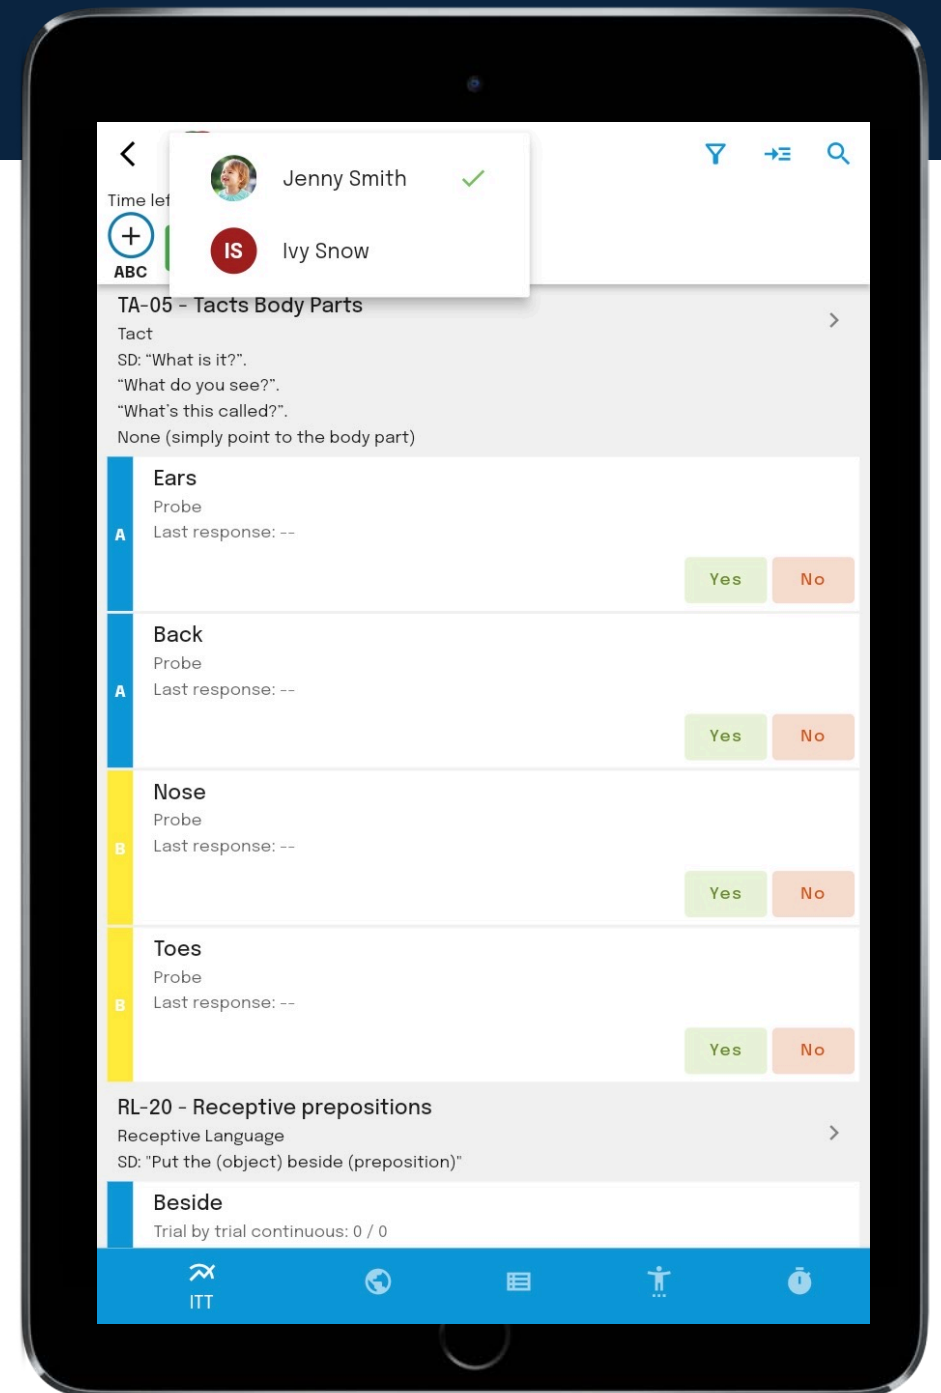 Jenny Smith
Time lef
IS Ivy Snow
ABC
TA-05 - Tacts Body Parts
Tact
SD: “What is it?”.
“What do you see?”.
“What’s this called?”.
None (simply point to the body part)
Ears
Probe
A Last response: --
Yes No
Back
Probe
A Last response: --
Yes No
Nose
Probe
B Last response: --
Yes No
Toes
Probe
B Last response: --
Yes No
RL-20 - Receptive prepositions
Receptive Language
SD: "Put the (object) beside (preposition)"
Beside
Trial by trial continuous: 0 / 0
ITT